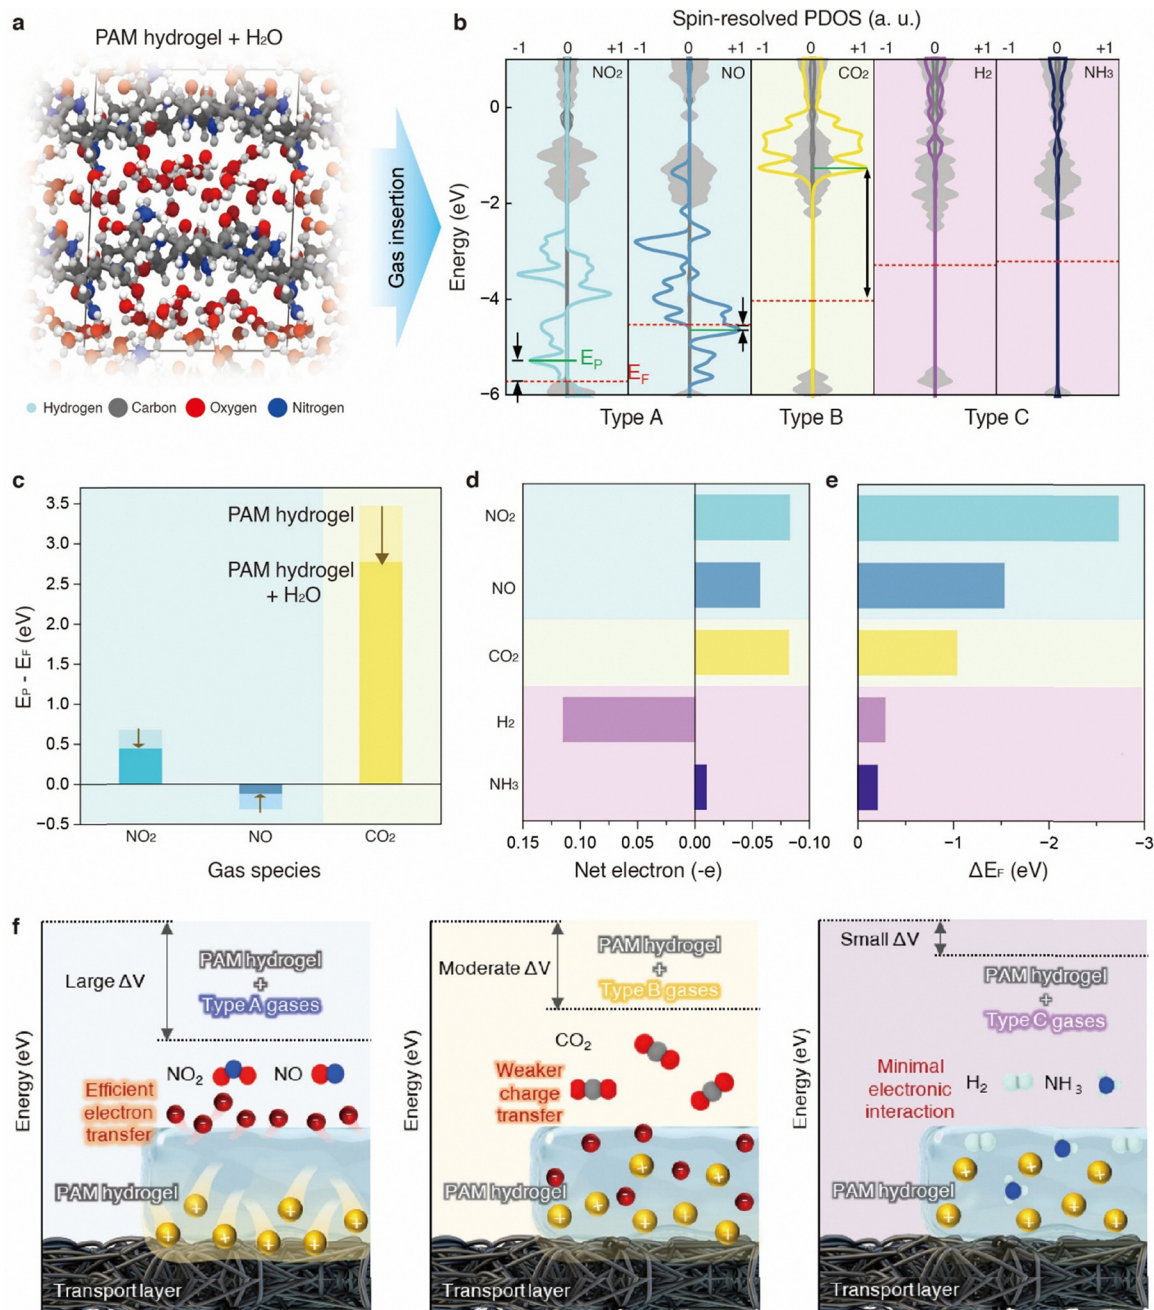 a
PAM hydrogel + H₂O
Gas insertion
Hydrogen Carbon Oxygen Nitrogen
b
Spin-resolved PDOS (a. u.)
-1 0 +1 -1 0 +1 -1 0 +1 -1 0 +1 -1 0 +1
NO₂ NO CO₂ H₂ NH₃
Energy (eV)
0
−2
−4
−6
E_P
E_F
Type A Type B Type C
c
E_P - E_F (eV)
3.5
3.0
2.5
2.0
1.5
1.0
0.5
0.0
−0.5
PAM hydrogel
PAM hydrogel
+ H₂O
NO₂ NO CO₂
Gas species
d
NO₂
NO
CO₂
H₂
NH₃
0.15 0.10 0.05 0.00 −0.05 −0.10
Net electron (-e)
e
0 −1 −2 −3
ΔE_F (eV)
f
Energy (eV)
Large ΔV
PAM hydrogel
+
Type A gases
NO₂ NO
Efficient
electron
transfer
PAM hydrogel
+ + + + + +
Transport layer
Energy (eV)
Moderate ΔV
PAM hydrogel
+
Type B gases
CO₂
Weaker
charge
transfer
PAM hydrogel
+ + + + + + +
Transport layer
Energy (eV)
Small ΔV
PAM hydrogel
+
Type C gases
Minimal
electronic
interaction
H₂ NH₃
PAM hydrogel
+ + + + + +
Transport layer